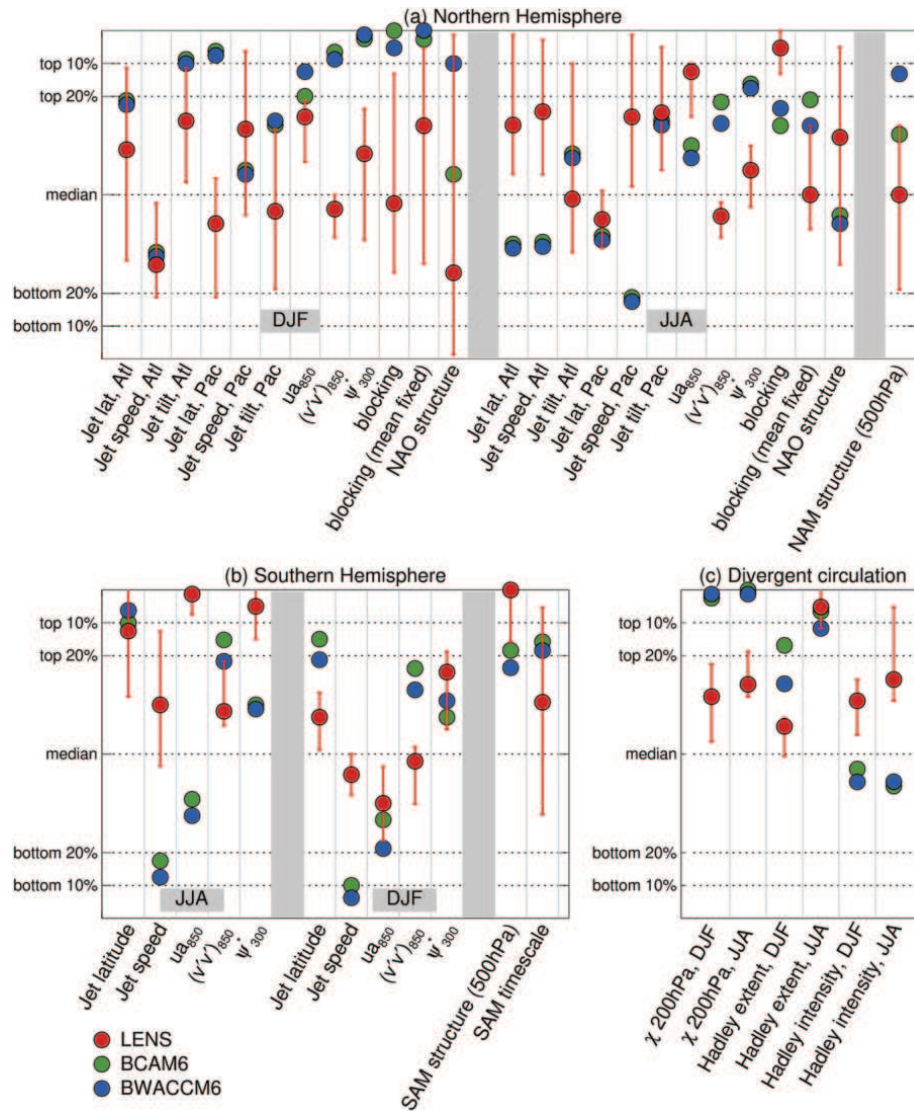 (a) Northern Hemisphere
top 10%
top 20%
median
bottom 20%
bottom 10%
DJF
JJA
Jet lat, Atl
Jet speed, Atl
Jet tilt, Atl
Jet lat, Pac
Jet speed, Pac
Jet tilt, Pac
ua850
(v'v')850
ψ*300
blocking
blocking (mean fixed)
NAO structure
Jet lat, Atl
Jet speed, Atl
Jet tilt, Atl
Jet lat, Pac
Jet speed, Pac
Jet tilt, Pac
ua850
(v'v')850
ψ*300
blocking
blocking (mean fixed)
NAO structure
NAM structure (500hPa)
(b) Southern Hemisphere
top 10%
top 20%
median
bottom 20%
bottom 10%
JJA
DJF
Jet latitude
Jet speed
ua850
(v'v')850
ψ*300
Jet latitude
Jet speed
ua850
(v'v')850
ψ*300
SAM structure (500hPa)
SAM timescale
(c) Divergent circulation
top 10%
top 20%
median
bottom 20%
bottom 10%
χ 200hPa, DJF
χ 200hPa, JJA
Hadley extent, DJF
Hadley extent, JJA
Hadley intensity, DJF
Hadley intensity, JJA
LENS
BCAM6
BWACCM6